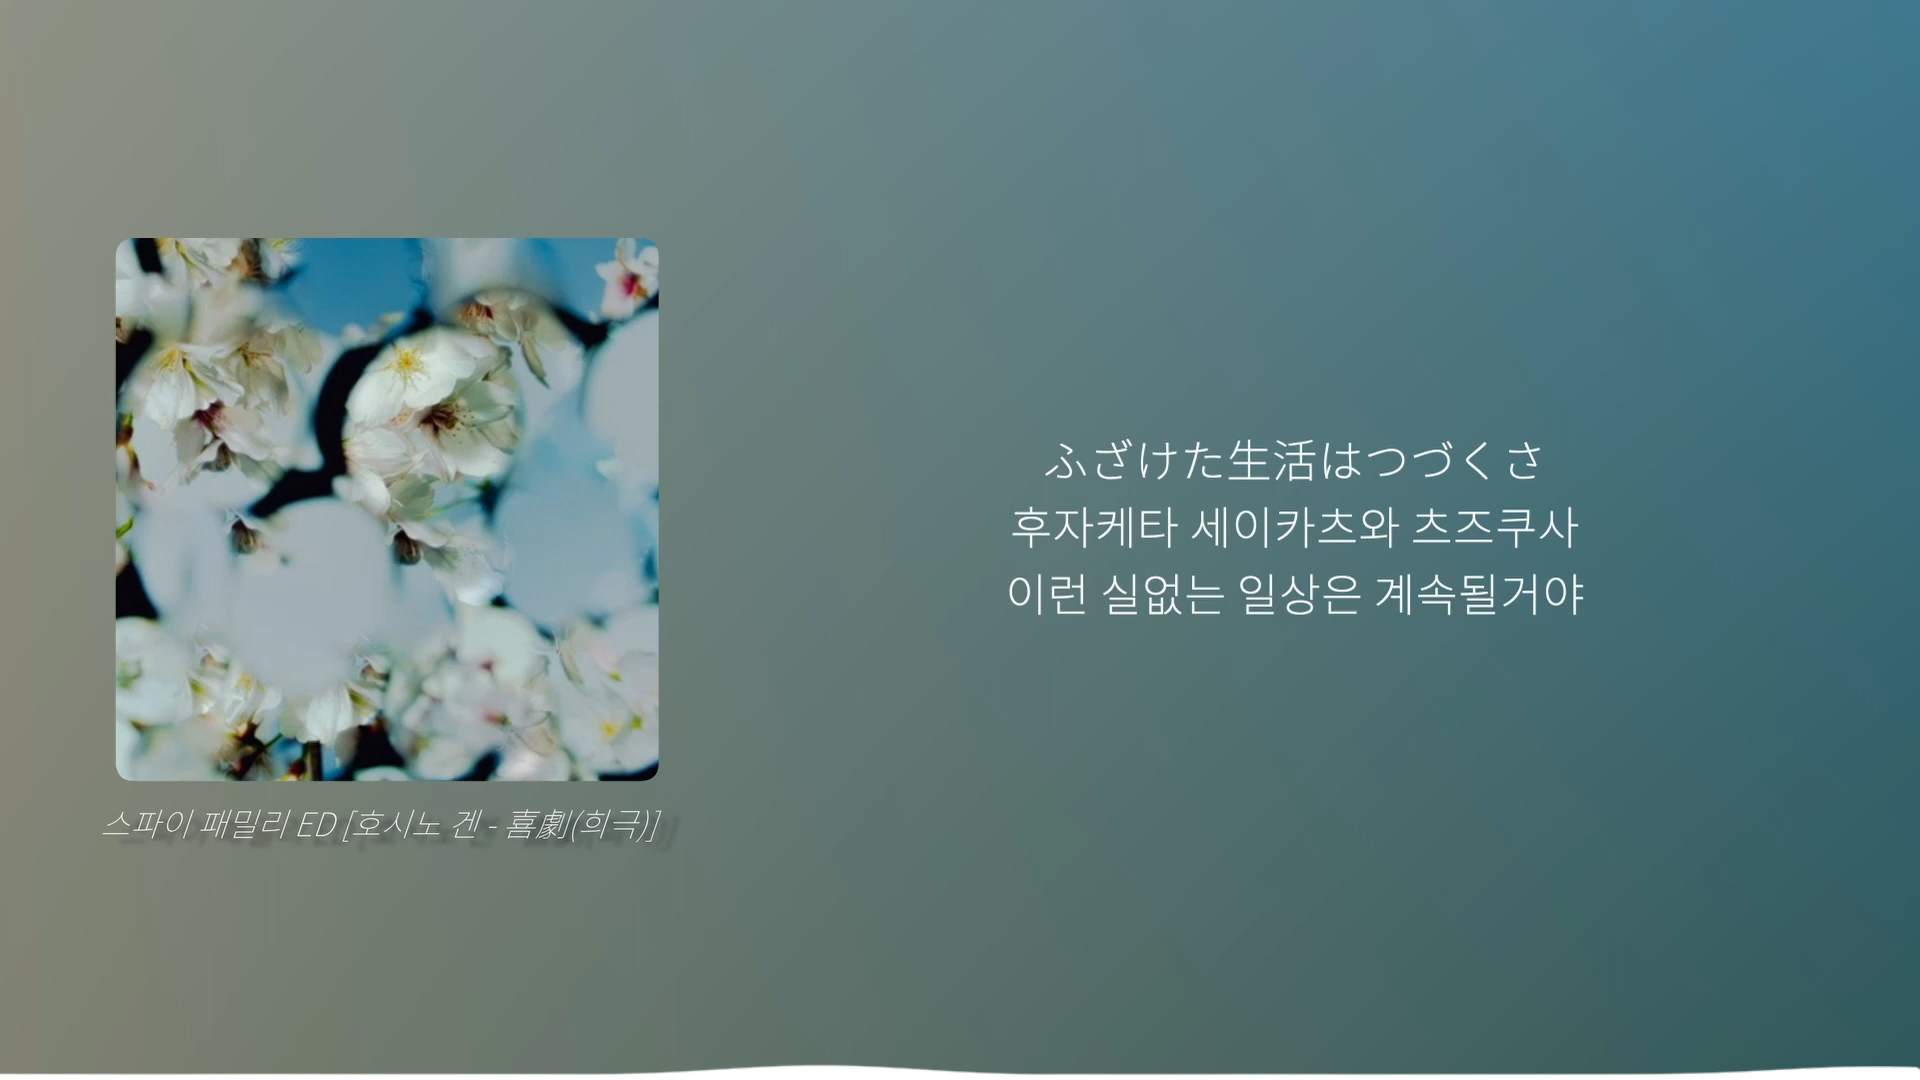 ふざけた生活はつづくさ
후자케타 세이카츠와 츠즈쿠사
이런 실없는 일상은 계속될거야
스파이 패밀리 ED [호시노 겐 - 喜劇(희극)]